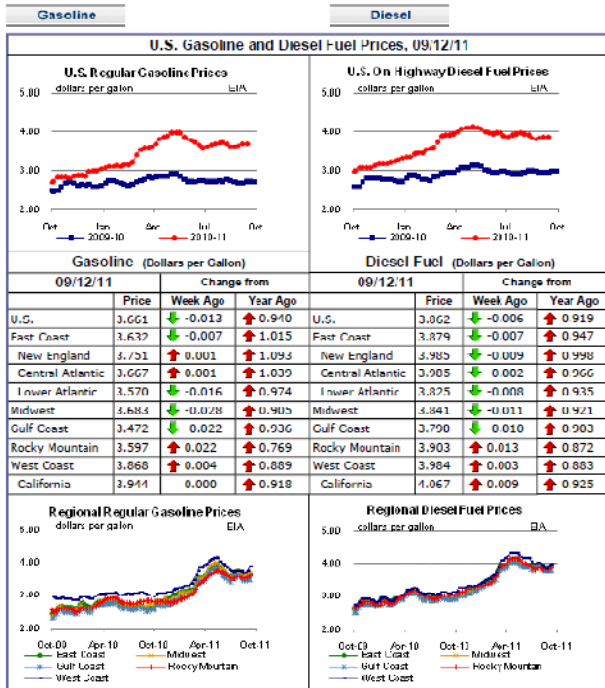 Gasoline Diesel
U.S. Gasoline and Diesel Fuel Prices, 09/12/11
U.S. Regular Gasoline Prices
dollars per gallon EIA
5.00
4.00
3.00
2.00
Oct Jan Apr Jul Oct
2009-10 2010-11
U.S. On Highway Diesel Fuel Prices
dollars per gallon EIA
5.00
4.00
3.00
2.00
Oct Jan Apr Jul Oct
2009-10 2010-11
Gasoline (Dollars per Gallon) Diesel Fuel (Dollars per Gallon)
09/12/11 Change from 09/12/11 Change from
Price Week Ago Year Ago Price Week Ago Year Ago
U.S. 3.661 -0.013 0.940 U.S. 3.862 -0.006 0.919
East Coast 3.632 -0.007 1.015 East Coast 3.879 -0.007 0.947
New England 3.751 0.001 1.093 New England 3.985 -0.009 0.998
Central Atlantic 3.667 0.001 1.039 Central Atlantic 3.985 0.002 0.966
Lower Atlantic 3.570 -0.016 0.974 Lower Atlantic 3.825 -0.008 0.935
Midwest 3.683 -0.028 0.905 Midwest 3.841 -0.011 0.921
Gulf Coast 3.472 0.022 0.936 Gulf Coast 3.790 0.010 0.903
Rocky Mountain 3.597 0.022 0.769 Rocky Mountain 3.903 0.013 0.872
West Coast 3.868 0.004 0.889 West Coast 3.984 0.003 0.883
California 3.944 0.000 0.918 California 4.067 0.009 0.925
Regional Regular Gasoline Prices
dollars per gallon EIA
5.00
4.00
2.00
Oct-09 Apr-10 Oct-10 Apr-11 Oct-11
East Coast Midwest
Gulf Coast Rocky Mountain
West Coast
Regional Diesel Fuel Prices
dollars per gallon EIA
5.00
4.00
3.00
2.00
Oct-09 Apr-10 Oct-10 Apr-11 Oct-11
East Coast Midwest
Gulf Coast Rocky Mountain
West Coast